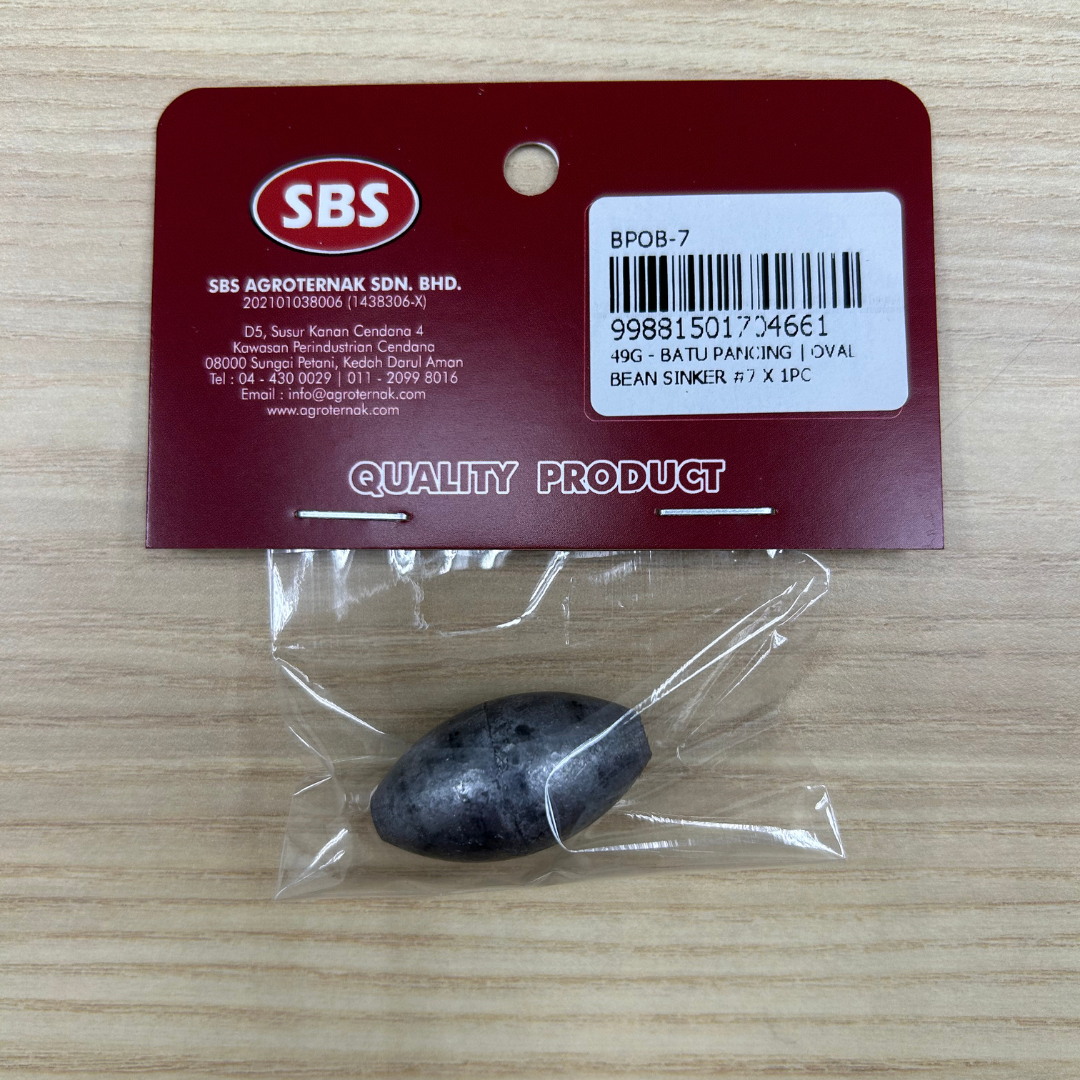 SBS
SBS AGROTERNAK SDN. BHD.
202101038006 (1438306-X)
D5, Susur Kanan Cendana 4
Kawasan Perindustrian Cendana
08000 Sungai Petani, Kedah Darul Aman
Tel : 04 - 430 0029 | 011 - 2099 8016
Email : info@agroternak.com
www.agroternak.com
BPOB-7
99881501704661
49G - BATU PANCING | OVAL
BEAN SINKER #7 X 1PC
QUALITY PRODUCT